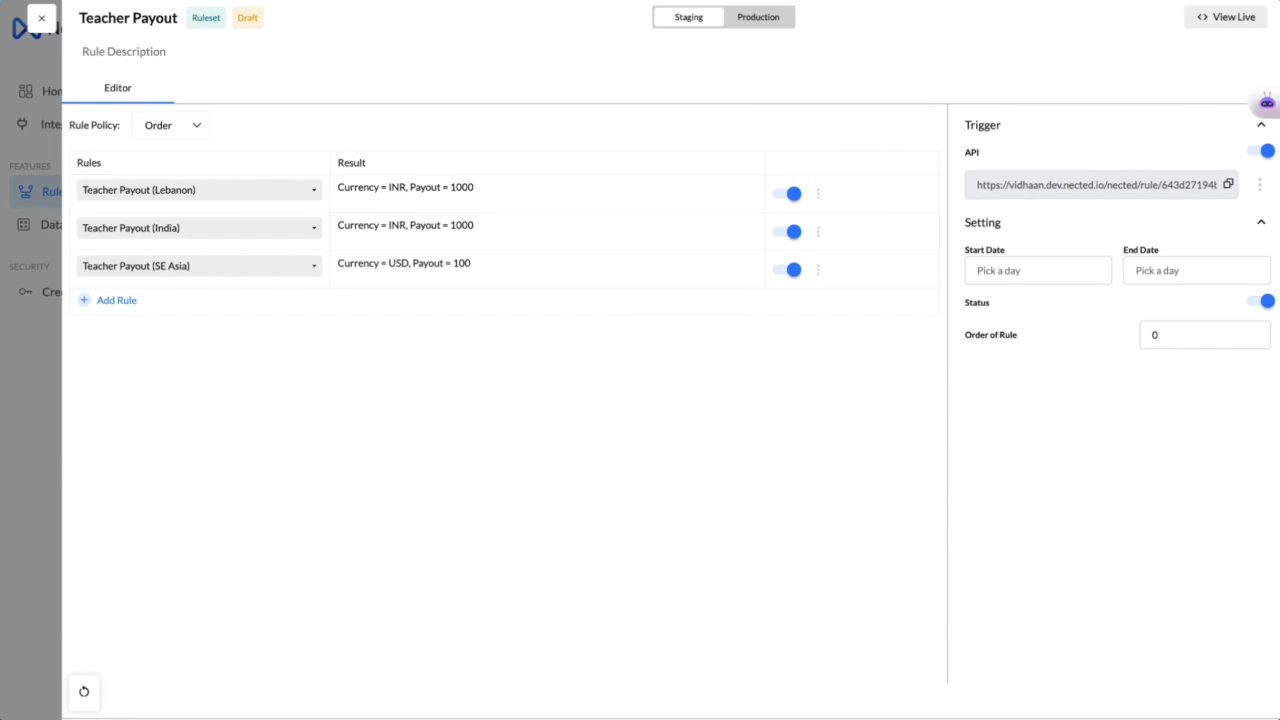 Teacher Payout Ruleset Draft
Staging Production
View Live
Rule Description
Editor
Rule Policy: Order
Rules Result
Teacher Payout (Lebanon) Currency = INR, Payout = 1000
Teacher Payout (India) Currency = INR, Payout = 1000
Teacher Payout (SE Asia) Currency = USD, Payout = 100
+ Add Rule
Trigger
API
https://vidhaan.dev.nected.io/nected/rule/643d27194
Setting
Start Date End Date
Pick a day Pick a day
Status
Order of Rule 0
Hor
Inte
FEATURES
Rule
Data
SECURITY
Cre